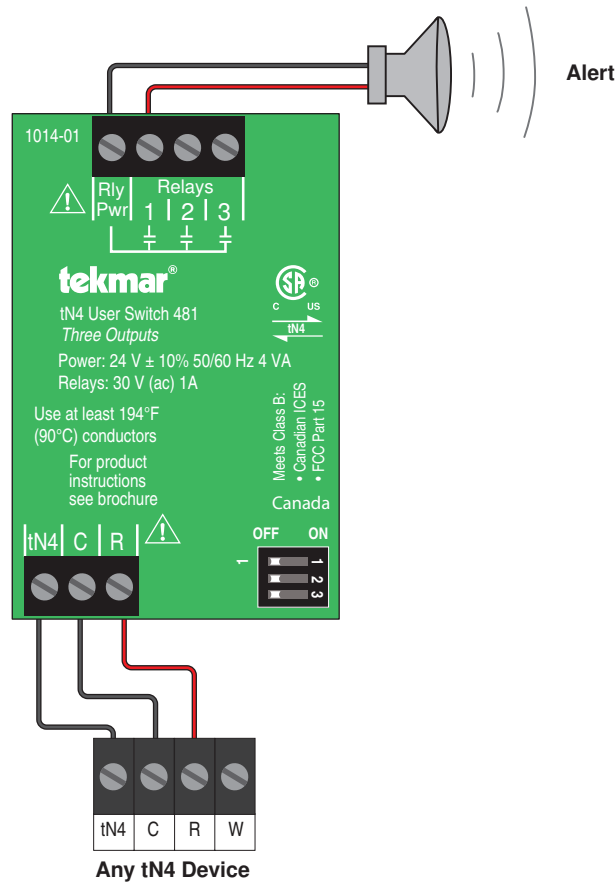 Alert
1014-01
Rly
Pwr
Relays
1 2 3
tekmar®
tN4 User Switch 481
Three Outputs
Power: 24 V ± 10% 50/60 Hz 4 VA
Relays: 30 V (ac) 1A
SA ®
C US
tN4
Use at least 194°F
(90°C) conductors
For product
instructions
see brochure
Meets Class B:
• Canadian ICES
• FCC Part 15
Canada
tN4 C R
OFF ON
1
1
2
3
tN4 C R W
Any tN4 Device